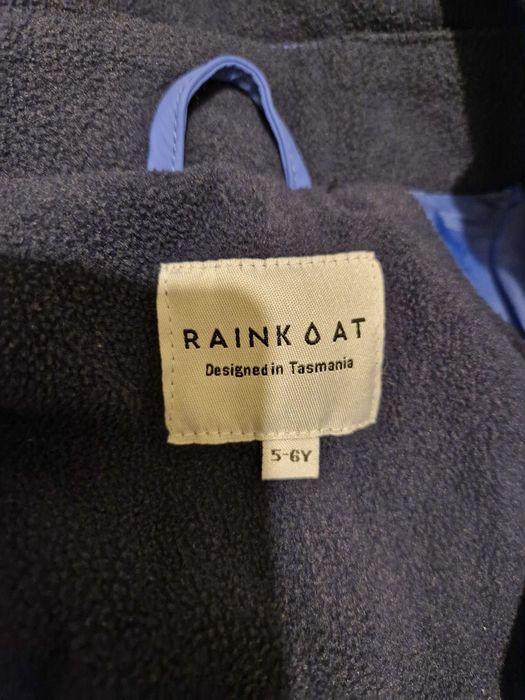 RAINKOAT
Designed in Tasmania
5-6Y